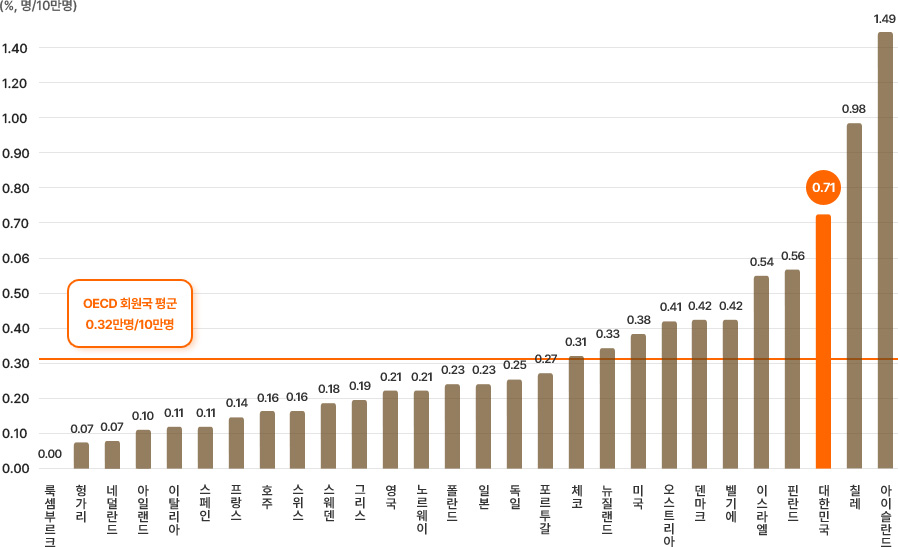 (%, 명/10만명)
1.40
1.20
1.00
0.90
0.80
0.70
0.06
0.50
0.40
0.30
0.20
0.10
0.00
OECD 회원국 평군
0.32만명/10만명
0.00
0.07
0.07
0.10
0.11
0.11
0.14
0.16
0.16
0.18
0.19
0.21
0.21
0.23
0.23
0.25
0.27
0.31
0.33
0.38
0.41
0.42
0.42
0.54
0.56
0.71
0.98
1.49
룩셈부르크
헝가리
네덜란드
아일랜드
이탈리아
스페인
프랑스
호주
스위스
스웨덴
그리스
영국
노르웨이
폴란드
일본
독일
포르투갈
체코
뉴질랜드
미국
오스트리아
덴마크
벨기에
이스라엘
핀란드
대한민국
칠레
아이슬란드